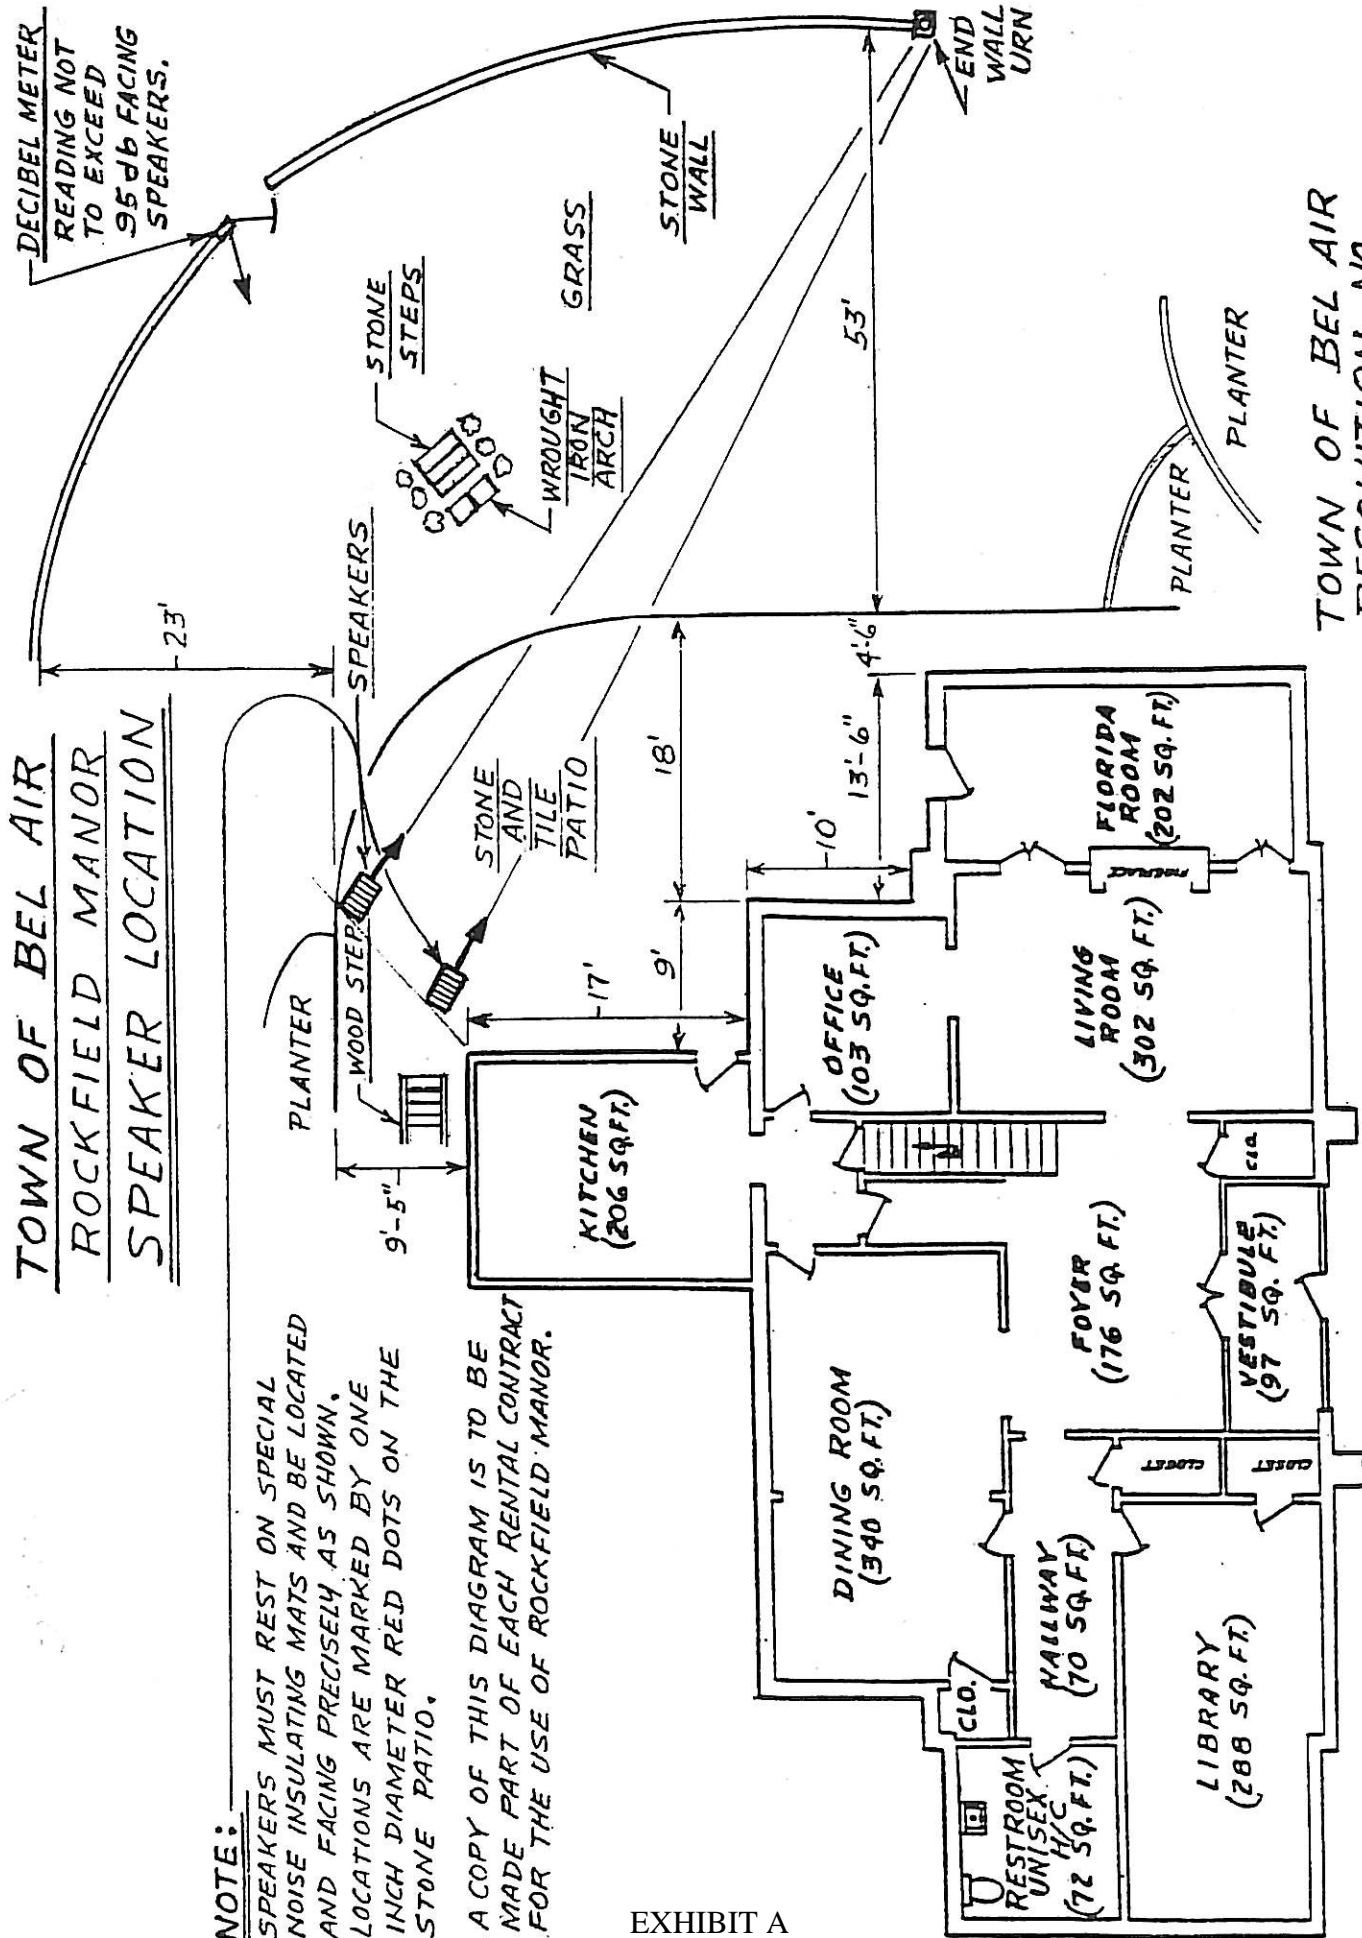 TOWN OF BEL AIR
ROCKFIELD MANOR
SPEAKER LOCATION
NOTE:
SPEAKERS MUST REST ON SPECIAL
NOISE INSULATING MATS AND BE LOCATED
AND FACING PRECISELY AS SHOWN.
LOCATIONS ARE MARKED BY ONE
INCH DIAMETER RED DOTS ON THE
STONE PATIO.
A COPY OF THIS DIAGRAM IS TO BE
MADE PART OF EACH RENTAL CONTRACT
FOR THE USE OF ROCKFIELD MANOR.
DECIBEL METER
READING NOT
TO EXCEED
95 db FACING
SPEAKERS.
23'
PLANTER
WOOD STEP
SPEAKERS
9'-5"
STONE
STEPS
WROUGHT
IRON
ARCH
GRASS
STONE
WALL
END
WALL
URN
STONE
AND
TILE
PATIO
17'
9'
18'
10'
13'-6"
4'-6"
53'
PLANTER
PLANTER
KITCHEN
(206 SQ.FT.)
OFFICE
(103 SQ.FT.)
FLORIDA
ROOM
(202 SQ. FT.)
FIREPLACE
LIVING
ROOM
(302 SQ. FT.)
DINING ROOM
(340 SQ. FT.)
FOYER
(176 SQ. FT.)
CLO.
VESTIBULE
(97 SQ. FT.)
CLOSET
CLOSET
HALLWAY
(70 SQ. FT.)
CLO.
RESTROOM
UNISEX
H/C
(72 SQ. FT.)
LIBRARY
(288 SQ. FT.)
TOWN OF BEL AIR
RESOLUTION NO.
EXHIBIT A